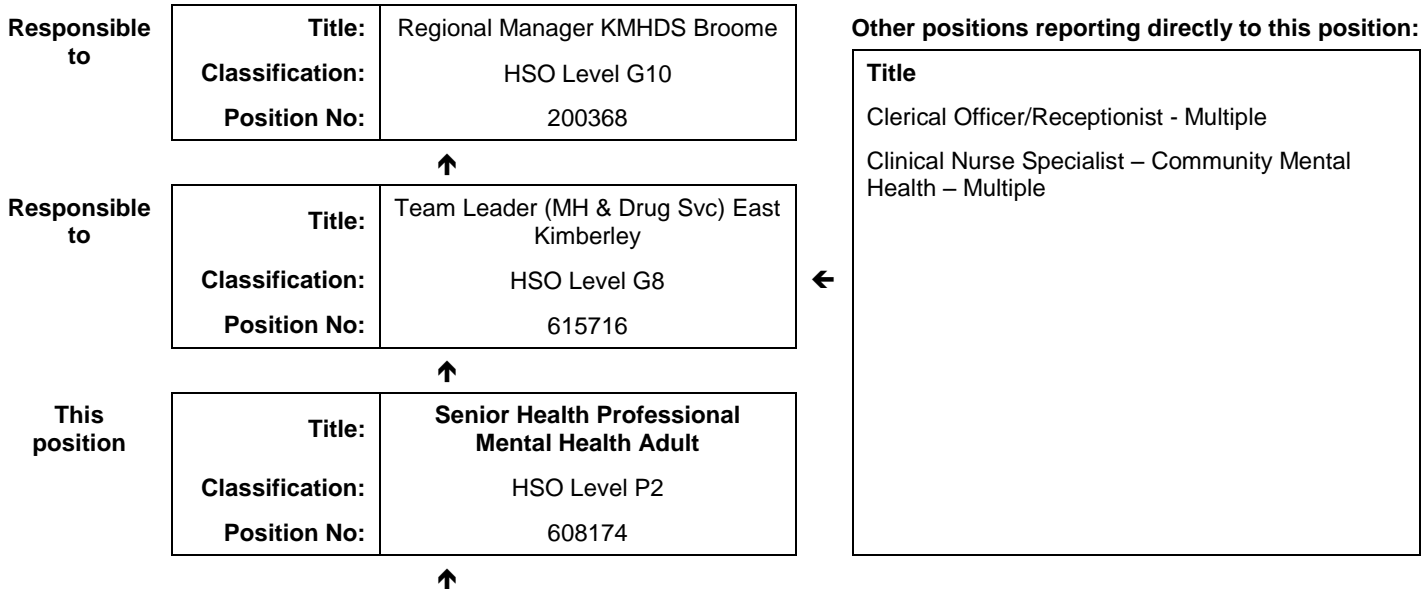 Responsible to
Title: Regional Manager KMHDS Broome
Classification: HSO Level G10
Position No: 200368
↑
Responsible to
Title: Team Leader (MH & Drug Svc) East
Kimberley
Classification: HSO Level G8
Position No: 615716
↑
This position
Title: Senior Health Professional
Mental Health Adult
Classification: HSO Level P2
Position No: 608174
↑
Other positions reporting directly to this position:
←
Title
Clerical Officer/Receptionist - Multiple
Clinical Nurse Specialist – Community Mental
Health – Multiple